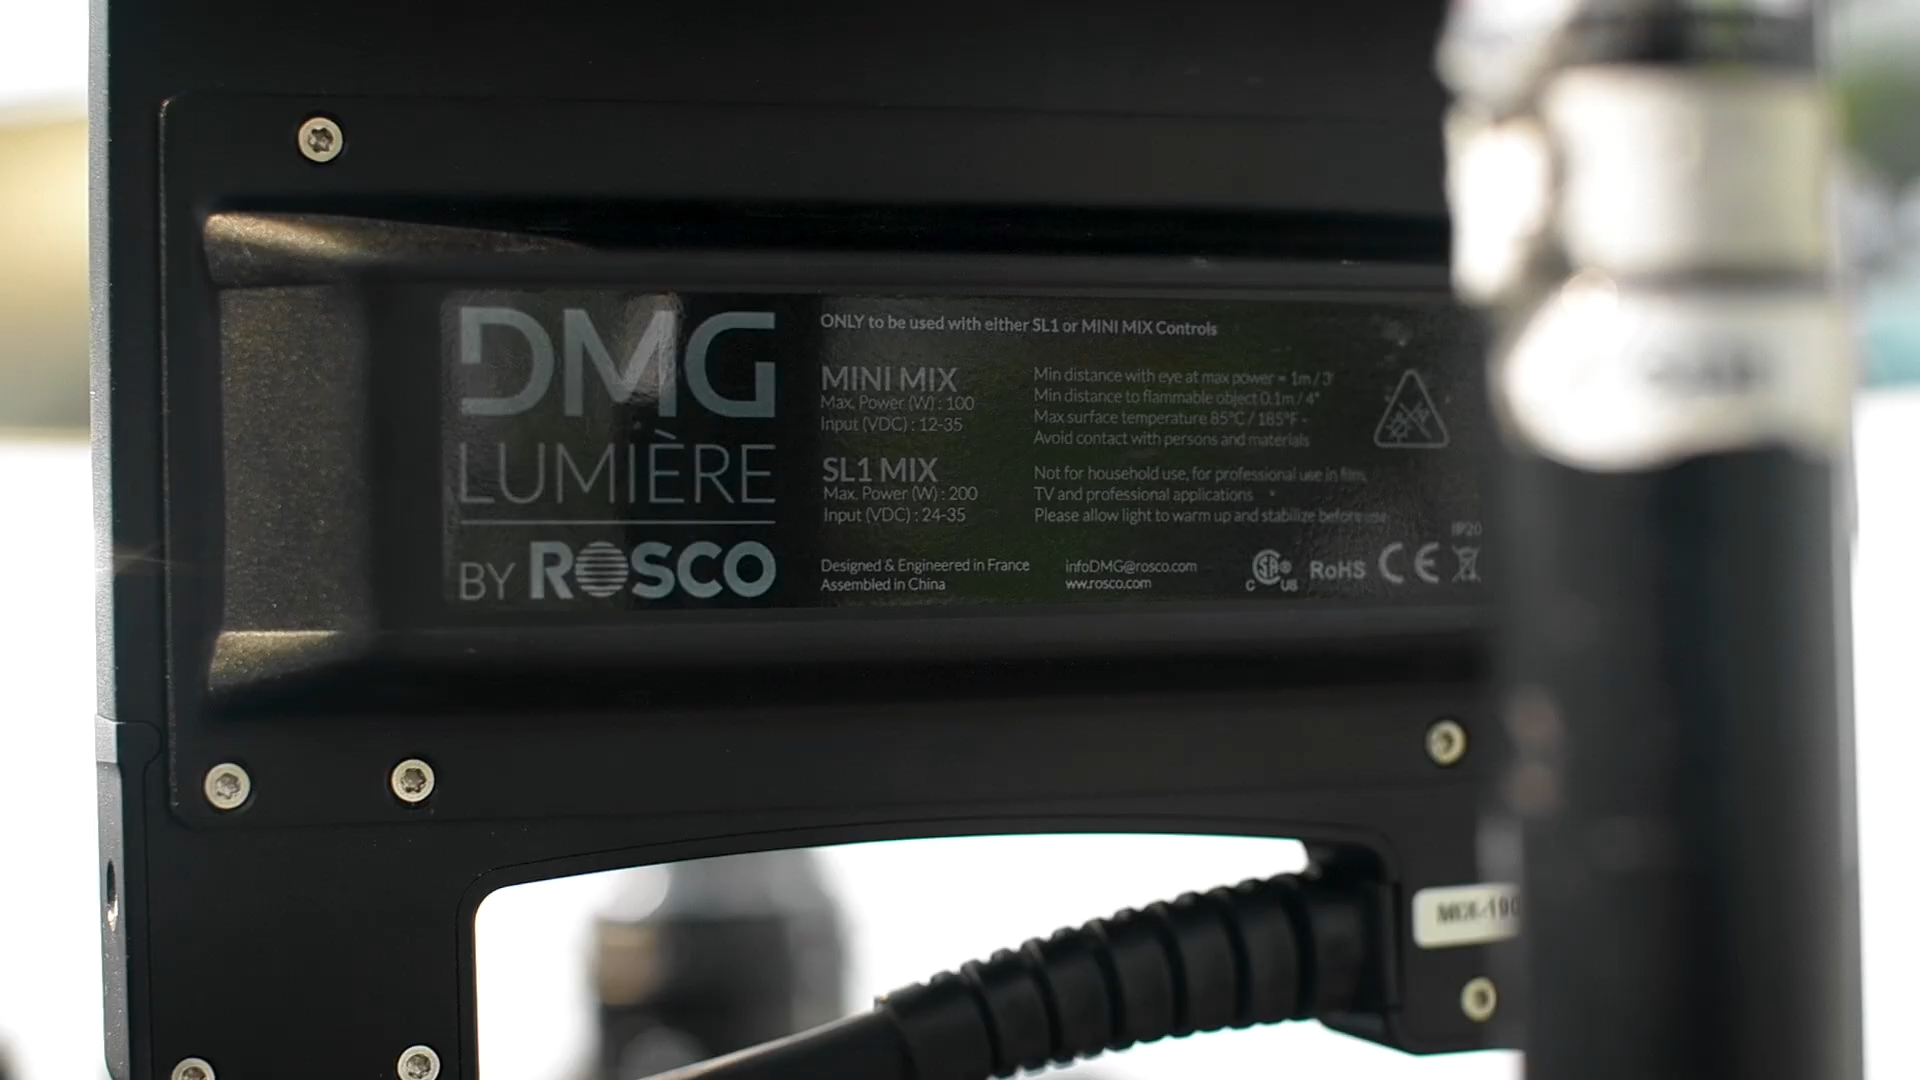 DMG
LUMIÈRE
BY ROSCO
ONLY to be used with either SL1 or MINI MIX Controls
MINI MIX
Max. Power (W) : 100
Input (VDC) : 12-35
SL1 MIX
Max. Power (W) : 200
Input (VDC) : 24-35
Min distance with eye at max power = 1m / 3'
Min distance to flammable object 0.1m / 4"
Max surface temperature 85°C / 185°F -
Avoid contact with persons and materials
Not for household use, for professional use in film,
TV and professional applications
Please allow light to warm up and stabilize before use
Designed & Engineered in France
Assembled in China
infoDMG@rosco.com
ww.rosco.com
IP20
C SA® US
RoHS
CE